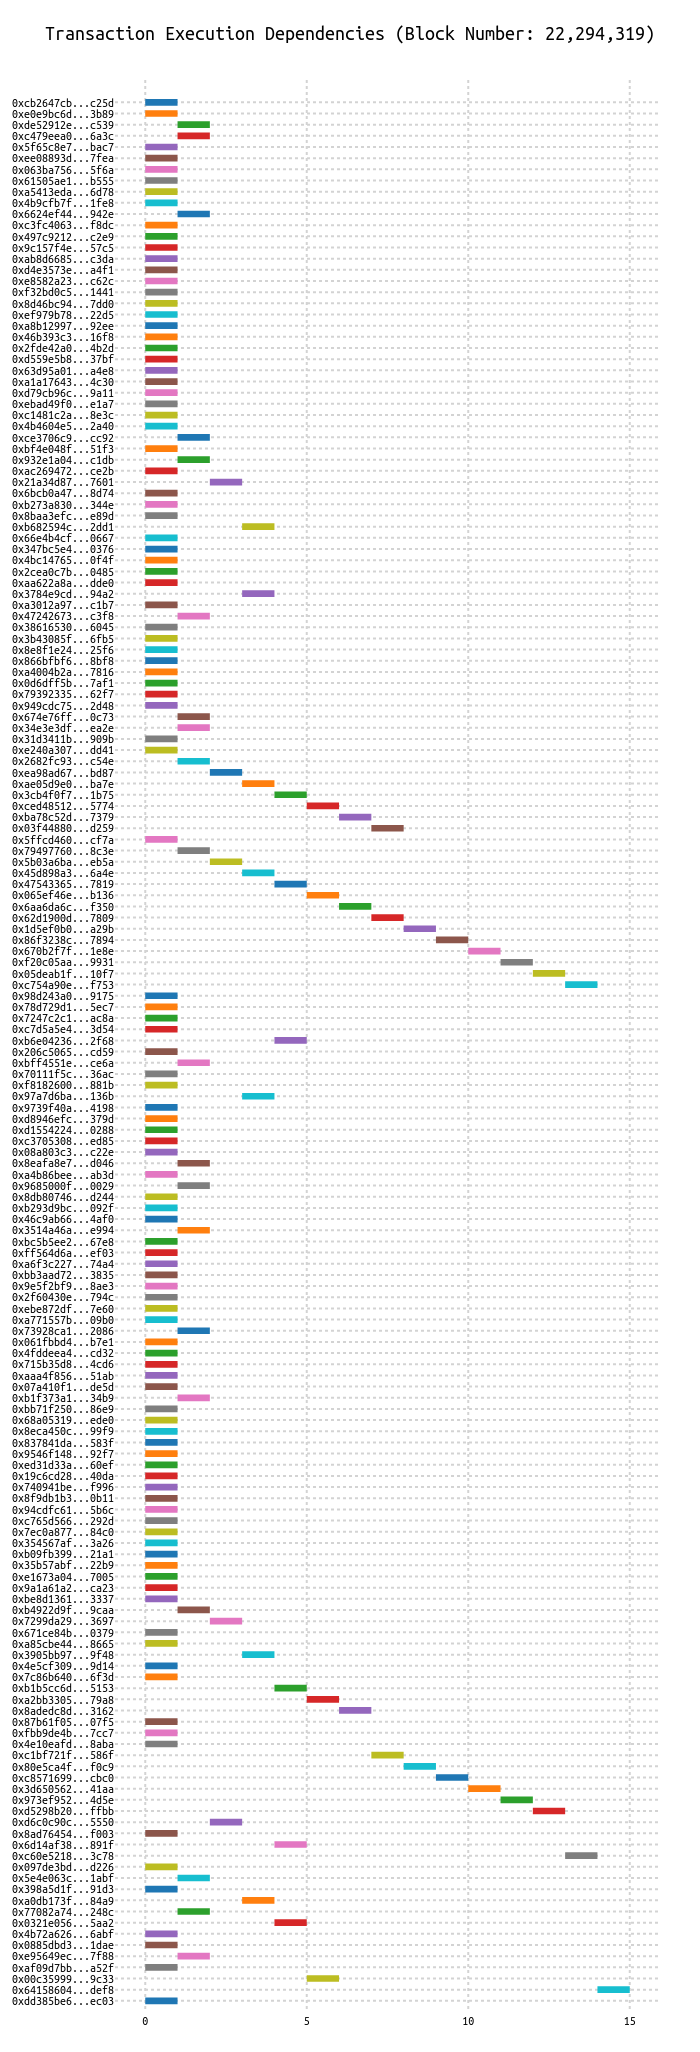 Transaction Execution Dependencies (Block Number: 22,294,319)
0xcb2647cb...c25d
0xe0e9bc6d...3b89
0xde52912e...c539
0xc479eea0...6a3c
0x5f65c8e7...bac7
0xee08893d...7fea
0x063ba756...5f6a
0x61505ae1...b555
0xa5413eda...6d78
0x4b9cfb7f...1fe8
0x6624ef44...942e
0xc3fc4063...f8dc
0x497c9212...c2e9
0x9c157f4e...57c5
0xab8d6685...c3da
0xd4e3573e...a4f1
0xe8582a23...c62c
0xf32bd0c5...1441
0x8d46bc94...7dd0
0xef979b78...22d5
0xa8b12997...92ee
0x46b393c3...16f8
0x2fde42a0...4b2d
0xd559e5b8...37bf
0x63d95a01...a4e8
0xa1a17643...4c30
0xd79cb96c...9a11
0xebad49f0...e1a7
0xc1481c2a...8e3c
0x4b4604e5...2a40
0xce3706c9...cc92
0xbf4e048f...51f3
0x932e1a04...c1db
0xac269472...ce2b
0x21a34d87...7601
0x6bcb0a47...8d74
0xb273a830...344e
0x8baa3efc...e89d
0xb682594c...2dd1
0x66e4b4cf...0667
0x347bc5e4...0376
0x4bc14765...0f4f
0x2cea0c7b...0485
0xaa622a8a...dde0
0x3784e9cd...94a2
0xa3012a97...c1b7
0x47242673...c3f8
0x38616530...6045
0x3b43085f...6fb5
0x8e8f1e24...25f6
0x866bfbf6...8bf8
0xa4004b2a...7816
0x0d6dff5b...7af1
0x79392335...62f7
0x949cdc75...2d48
0x674e76ff...0c73
0x34e3e3df...ea2e
0x31d3411b...909b
0xe240a307...dd41
0x2682fc93...c54e
0xea98ad67...bd87
0xae05d9e0...ba7e
0x3cb4f0f7...1b75
0xced48512...5774
0xba78c52d...7379
0x03f44880...d259
0x5ffcd460...cf7a
0x79497760...8c3e
0x5b03a6ba...eb5a
0x45d898a3...6a4e
0x47543365...7819
0x065ef46e...b136
0x6aa6da6c...f350
0x62d1900d...7809
0x1d5ef0b0...a29b
0x86f3238c...7894
0x670b2f7f...1e8e
0xf20c05aa...9931
0x05deab1f...10f7
0xc754a90e...f753
0x98d243a0...9175
0x78d729d1...5ec7
0x7247c2c1...ac8a
0xc7d5a5e4...3d54
0xb6e04236...2f68
0x206c5065...cd59
0xbff4551e...ce6a
0x70111f5c...36ac
0xf8182600...881b
0x97a7d6ba...136b
0x9739f40a...4198
0xd8946efc...379d
0xd1554224...0288
0xc3705308...ed85
0x08a803c3...c22e
0x8eafa8e7...d046
0xa4b86bee...ab3d
0x9685000f...0029
0x8db80746...d244
0xb293d9bc...092f
0x46c9ab66...4af0
0x3514a46a...e994
0xbc5b5ee2...67e8
0xff564d6a...ef03
0xa6f3c227...74a4
0xbb3aad72...3835
0x9e5f2bf9...8ae3
0x2f60430e...794c
0xebe872df...7e60
0xa771557b...09b0
0x73928ca1...2086
0x061fbbd4...b7e1
0x4fddeea4...cd32
0x715b35d8...4cd6
0xaaa4f856...51ab
0x07a410f1...de5d
0xb1f373a1...34b9
0xbb71f250...86e9
0x68a05319...ede0
0x8eca450c...99f9
0x837841da...583f
0x9546f148...92f7
0xed31d33a...60ef
0x19c6cd28...40da
0x740941be...f996
0x8f9db1b3...0b11
0x94cdfc61...5b6c
0xc765d566...292d
0x7ec0a877...84c0
0x354567af...3a26
0xb09fb399...21a1
0x35b57abf...22b9
0xe1673a04...7005
0x9a1a61a2...ca23
0xbe8d1361...3337
0xb4922d9f...9caa
0x7299da29...3697
0x671ce84b...0379
0xa85cbe44...8665
0x3905bb97...9f48
0x4e5cf309...9d14
0x7c86b640...6f3d
0xb1b5cc6d...5153
0xa2bb3305...79a8
0x8adedc8d...3162
0x87b61f05...07f5
0xfbb9de4b...7cc7
0x4e10eafd...8aba
0xc1bf721f...586f
0x80e5ca4f...f0c9
0xc8571699...cbc0
0x3d650562...41aa
0x973ef952...4d5e
0xd5298b20...ffbb
0xd6c0c90c...5550
0x8ad76454...f003
0x6d14af38...891f
0xc60e5218...3c78
0x097de3bd...d226
0x5e4e063c...1abf
0x398a5d1f...91d3
0xa0db173f...84a9
0x77082a74...248c
0x0321e056...5aa2
0x4b72a626...6abf
0x0885dbd3...1dae
0xe95649ec...7f88
0xaf09d7bb...a52f
0x00c35999...9c33
0x64158604...def8
0xdd385be6...ec03
0 5 10 15